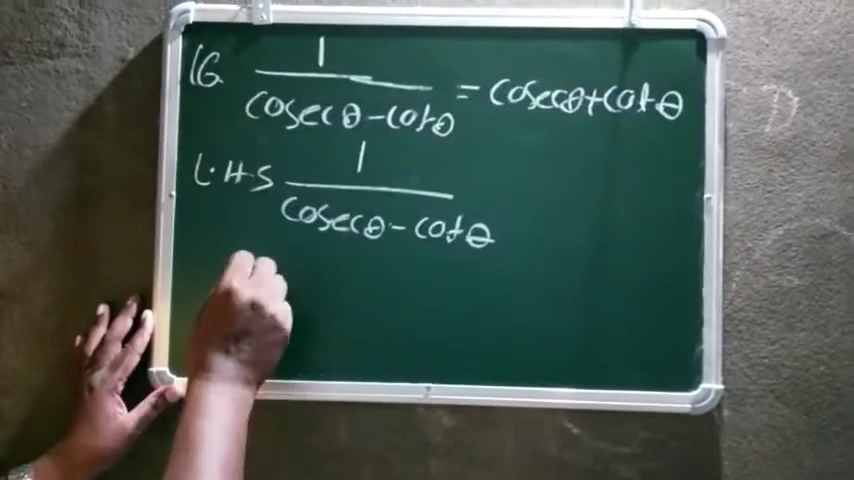 16. 1
cosecθ-cotθ = cosecθ+cotθ
L.H.S 1
cosecθ-cotθ